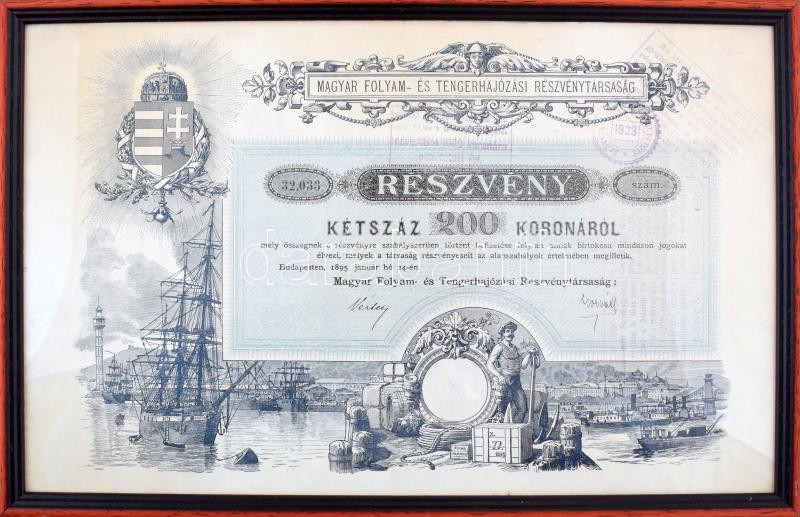 MAGYAR FOLYAM- ÉS TENGERHAJÓZÁSI RÉSZVÉNYTÁRSASÁG
1923
32,033
RÉSZVÉNY
szám.
KÉTSZÁZ 200 KORONÁRÓL
mely összegnek a részvényre szabályszerűen történt befizetése folytán annak birtokosa mindazon jogokat
élvezi, melyek a társaság részvényeseit az alapszabályok értelmében megilletik.
Budapesten, 1895. január hó 14-én.
Magyar Folyam- és Tengerhajózási Részvénytársaság: